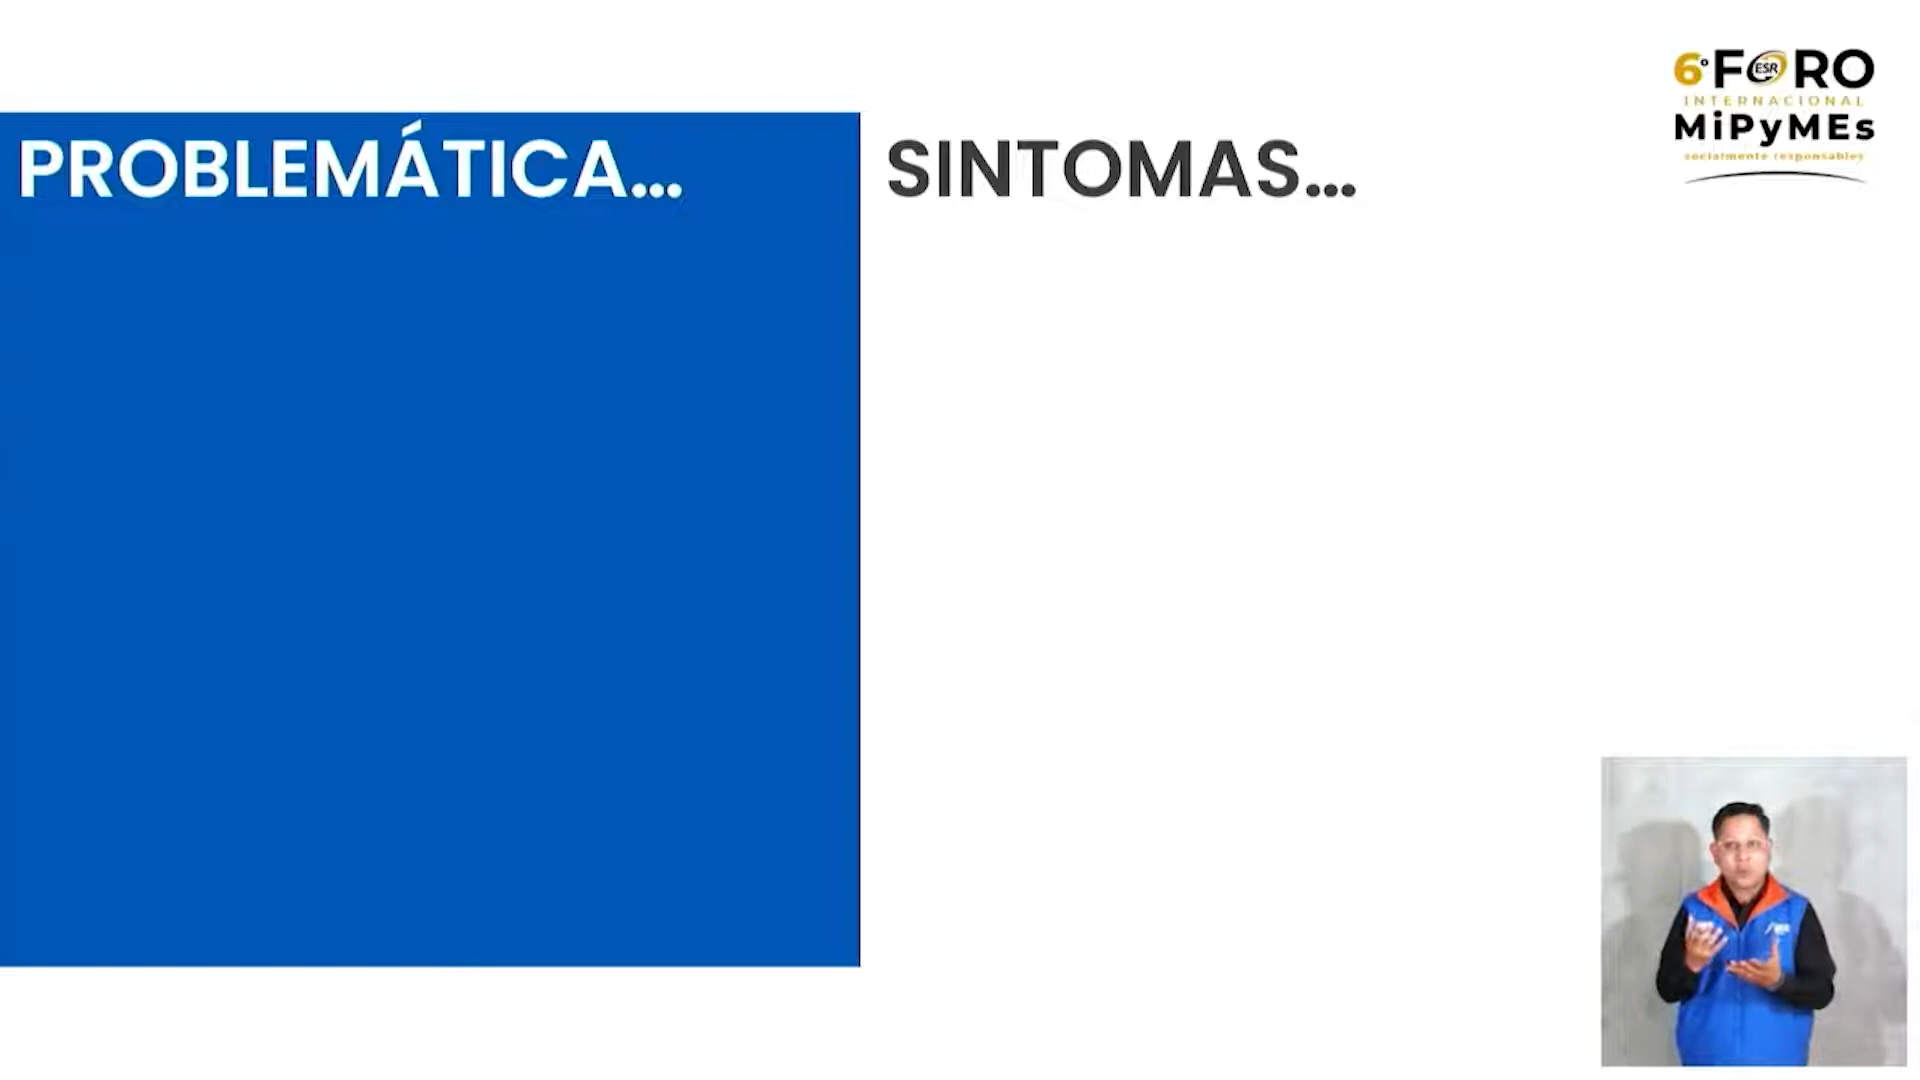 PROBLEMÁTICA...
SINTOMAS...
6° FORO
ESR
INTERNACIONAL
MiPyMEs
socialmente responsables